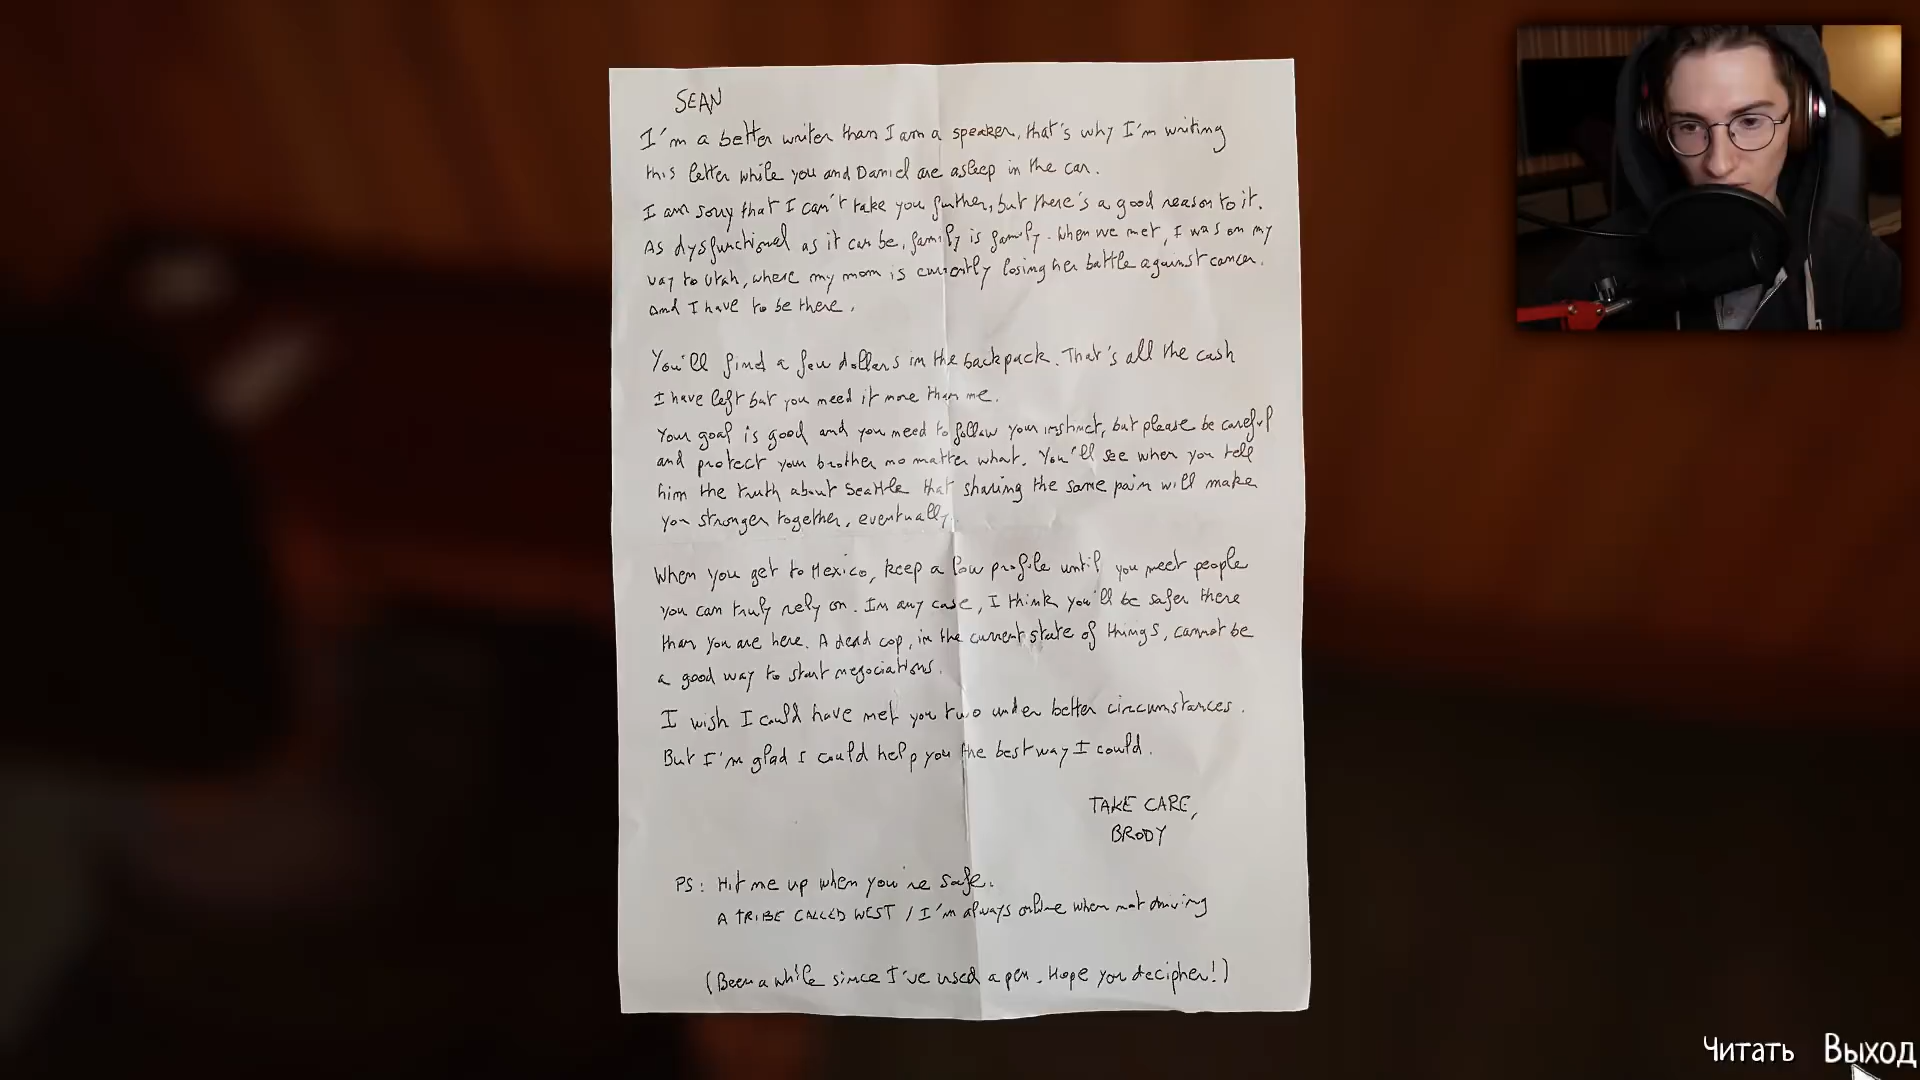 SEAN
I'm a better writer than I am a speaker, that's why I'm writing
this letter while you and Daniel are asleep in the car.
I am sorry that I can't take you further, but there's a good reason to it.
As dysfunctional as it can be, family is family. When we met, I was on my
way to Utah, where my mom is currently losing her battle against cancer.
And I have to be there.
You'll find a few dollars in the backpack. That's all the cash
I have left but you need it more than me.
Your goal is good and you need to follow your instinct, but please be careful
and protect your brother no matter what. You'll see when you tell
him the truth about Seattle that sharing the same pain will make
you stronger together, eventually.
When you get to Mexico, keep a low profile until you meet people
you can truly rely on. In any case, I think you'll be safer there
than you are here. A dead cop, in the current state of things, cannot be
a good way to start negociations.
I wish I could have met you two under better circumstances.
But I'm glad I could help you the best way I could.
TAKE CARE,
BRODY
PS: Hit me up when you're safe.
A TRIBE CALLED WEST / I'm always online when not driving
(Been a while since I've used a pen. Hope you decipher!)
Читать Выход